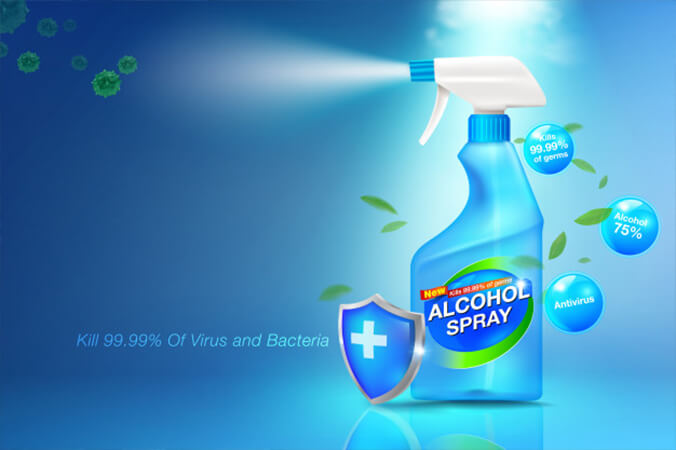 Kills
99.99%
of germs
Alcohol
75%
Antivirus
New Kills 99.99% of germs
ALCOHOL
SPRAY
Kill 99.99% Of Virus and Bacteria